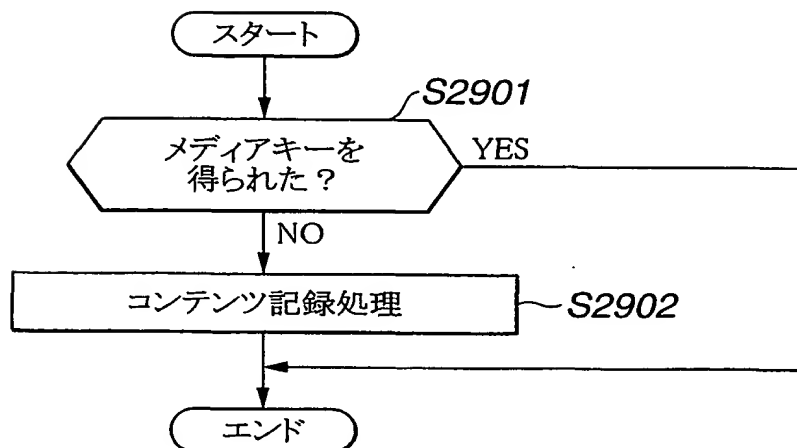 スタート
S2901
メディアキーを
得られた？
YES
NO
コンテンツ記録処理
S2902
エンド